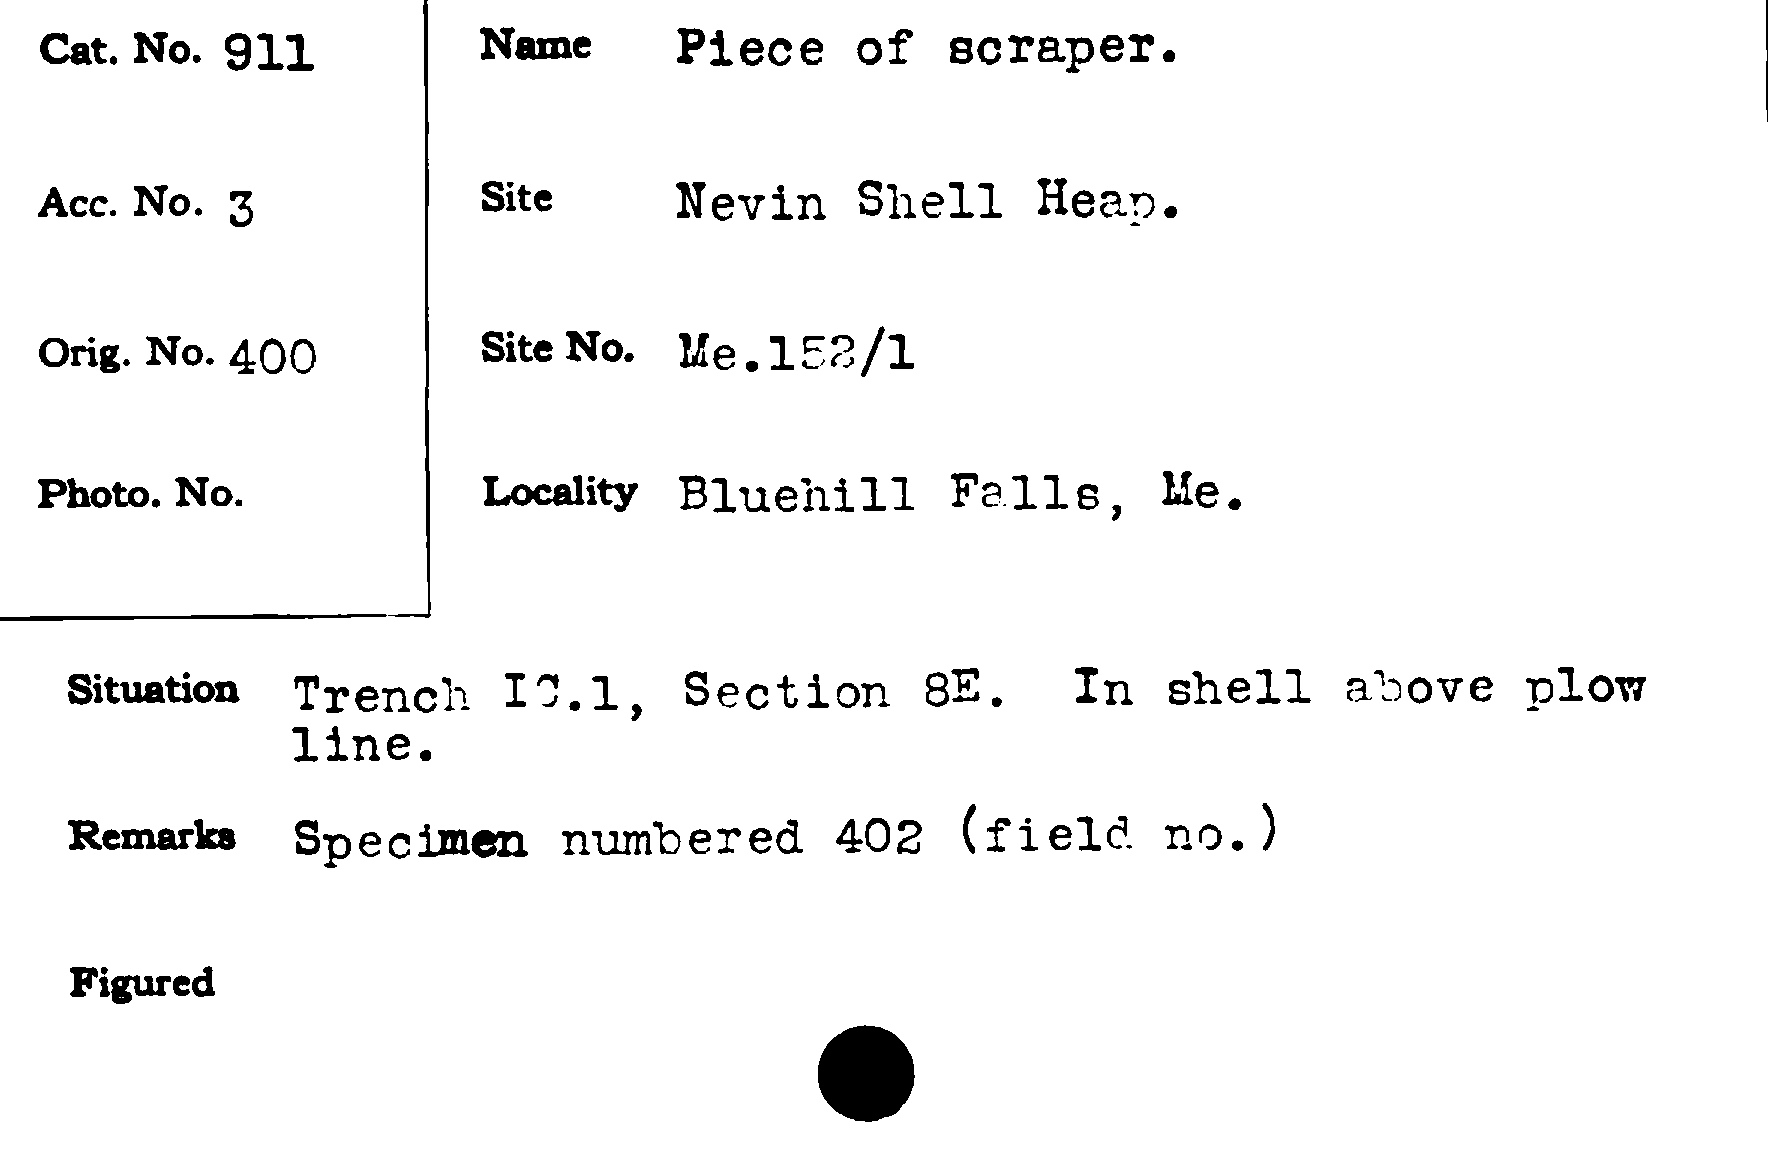 Cat. No. 911
Name Piece of scraper.
Acc. No. 3
Site Nevin Shell Heap.
Orig. No. 400
Site No. Me.152/1
Photo. No.
Locality Bluehill Falls, Me.
Situation Trench IC.1, Section 8E. In shell above plow
line.
Remarks Specimen numbered 402 (field no.)
Figured